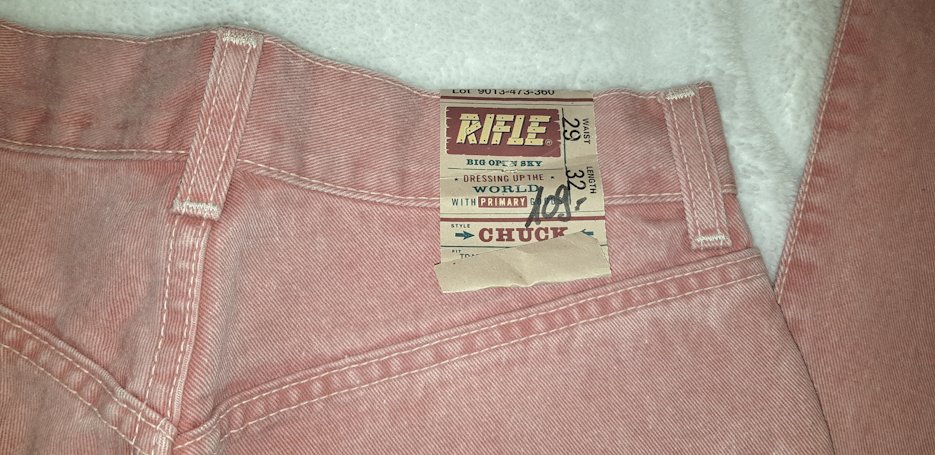 Lot 9013-473-360
RIFLE®
BIG OPEN SKY
DRESSING UP THE
WORLD
WITH PRIMARY
109.-
STYLE
CHUCK
FIT
WAIST
29
LENGTH
32